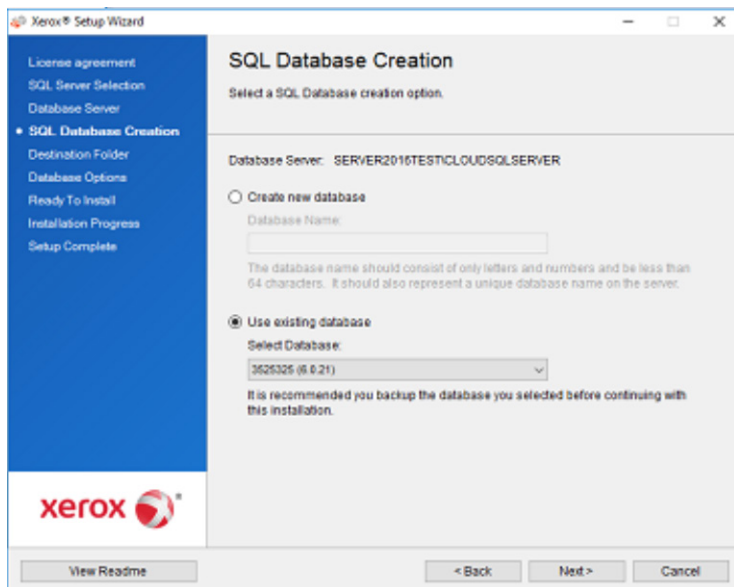 Xerox® Setup Wizard
License agreement
SQL Server Selection
Database Server
SQL Database Creation
Destination Folder
Database Options
Ready To Install
Installation Progress
Setup Complete
SQL Database Creation
Select a SQL Database creation option.
Database Server: SERVER2016TEST\CLOUDSQLSERVER
Create new database
Database Name:
The database name should consist of only letters and numbers and be less than
64 characters. It should also represent a unique database name on the server.
Use existing database
Select Database:
3525325 (6.0.21)
It is recommended you backup the database you selected before continuing with
this installation.
xerox
View Readme
< Back
Next >
Cancel